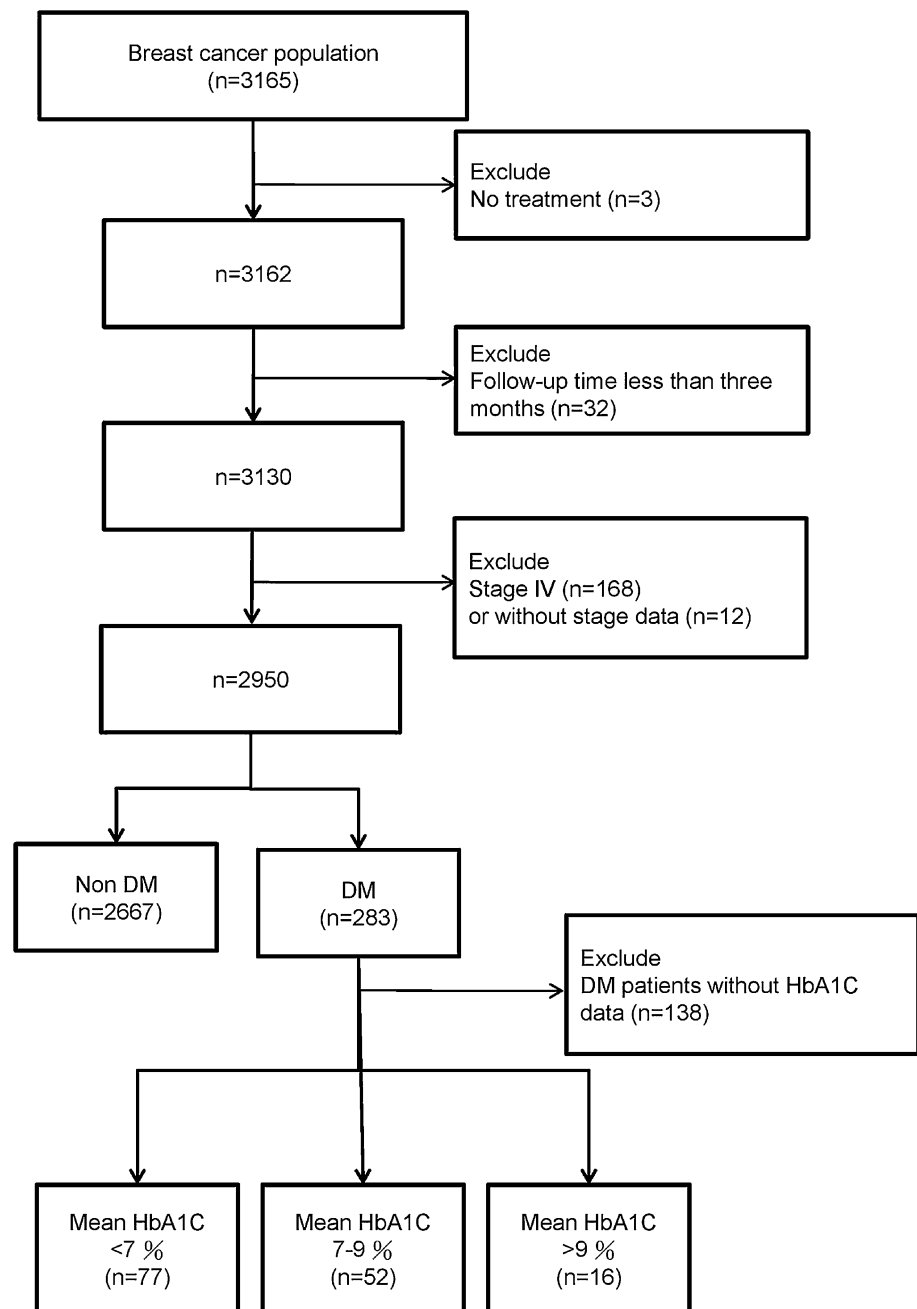 Breast cancer population
(n=3165)
Exclude
No treatment (n=3)
n=3162
Exclude
Follow-up time less than three
months (n=32)
n=3130
Exclude
Stage IV (n=168)
or without stage data (n=12)
n=2950
Non DM
(n=2667)
DM
(n=283)
Exclude
DM patients without HbA1C
data (n=138)
Mean HbA1C
<7 %
(n=77)
Mean HbA1C
7-9 %
(n=52)
Mean HbA1C
>9 %
(n=16)